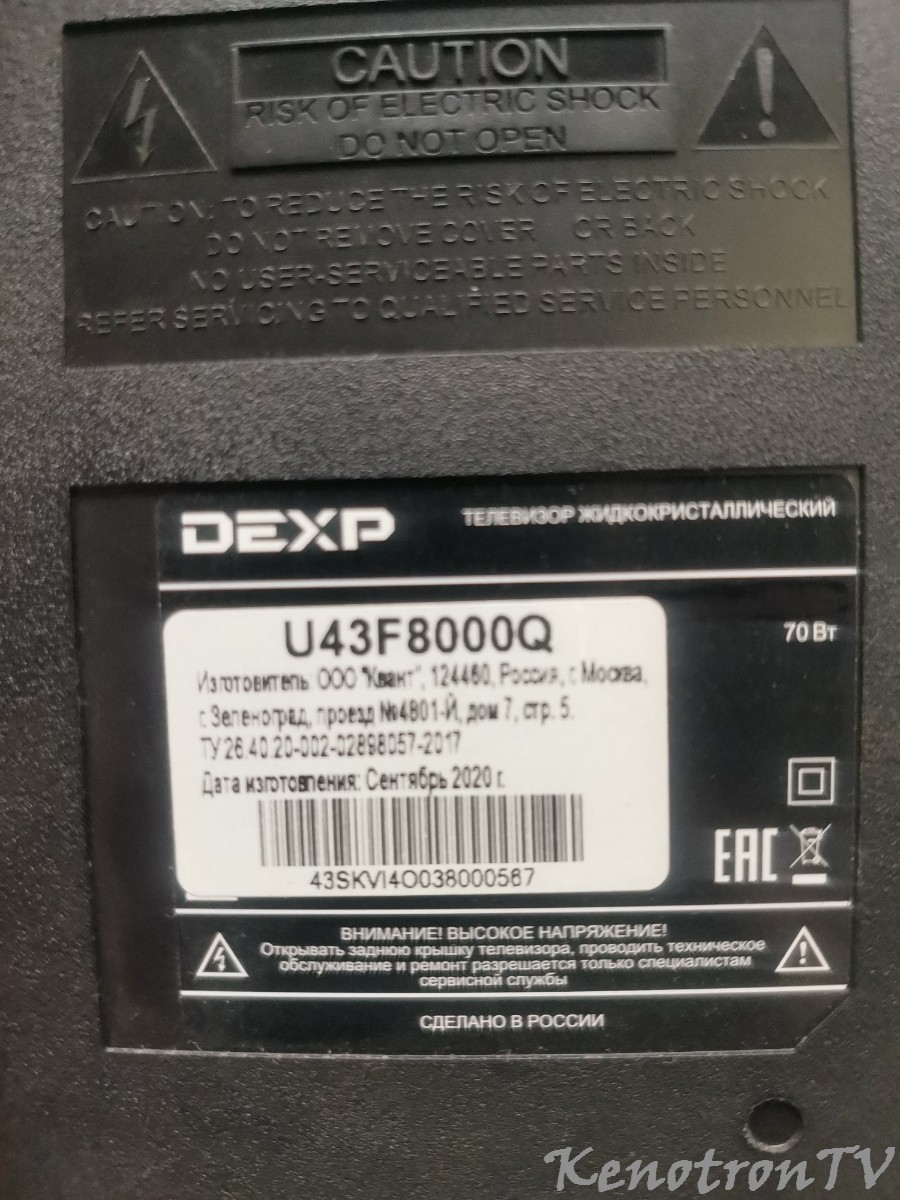 CAUTION
RISK OF ELECTRIC SHOCK
DO NOT OPEN
CAUTION: TO REDUCE THE RISK OF ELECTRIC SHOCK
DO NOT REMOVE COVER OR BACK
NO USER-SERVICEABLE PARTS INSIDE
REFER SERVICING TO QUALIFIED SERVICE PERSONNEL
DEXP
ТЕЛЕВИЗОР ЖИДКОКРИСТАЛЛИЧЕСКИЙ
U43F8000Q
70 Вт
Изготовитель: ООО "Квант", 124460, Россия, г. Москва,
г. Зеленоград, проезд №4801-Й, дом 7, стр. 5.
ТУ 26.40.20-002-02898057-2017
Дата изготовления: Сентябрь 2020 г.
43SKVI4O038000567
EAC
ВНИМАНИЕ! ВЫСОКОЕ НАПРЯЖЕНИЕ!
Открывать заднюю крышку телевизора, проводить техническое
обслуживание и ремонт разрешается только специалистам
сервисной службы
СДЕЛАНО В РОССИИ
KenotronTV